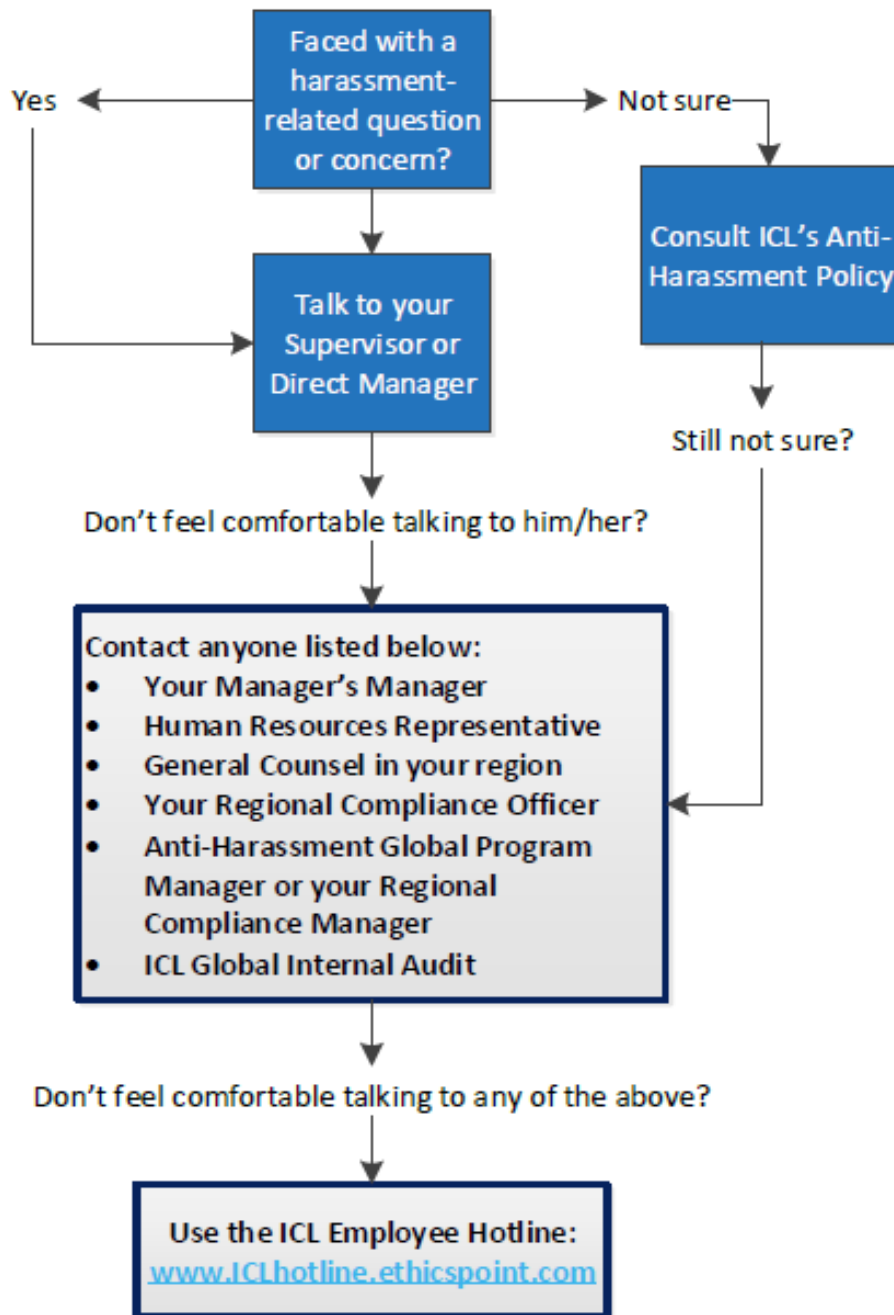 Faced with a
harassment-
related question
or concern?
Yes
Not sure
Consult ICL's Anti-
Harassment Policy
Talk to your
Supervisor or
Direct Manager
Still not sure?
Don't feel comfortable talking to him/her?
Contact anyone listed below:
• Your Manager's Manager
• Human Resources Representative
• General Counsel in your region
• Your Regional Compliance Officer
• Anti-Harassment Global Program
Manager or your Regional
Compliance Manager
• ICL Global Internal Audit
Don't feel comfortable talking to any of the above?
Use the ICL Employee Hotline:
www.ICLhotline.ethicspoint.com